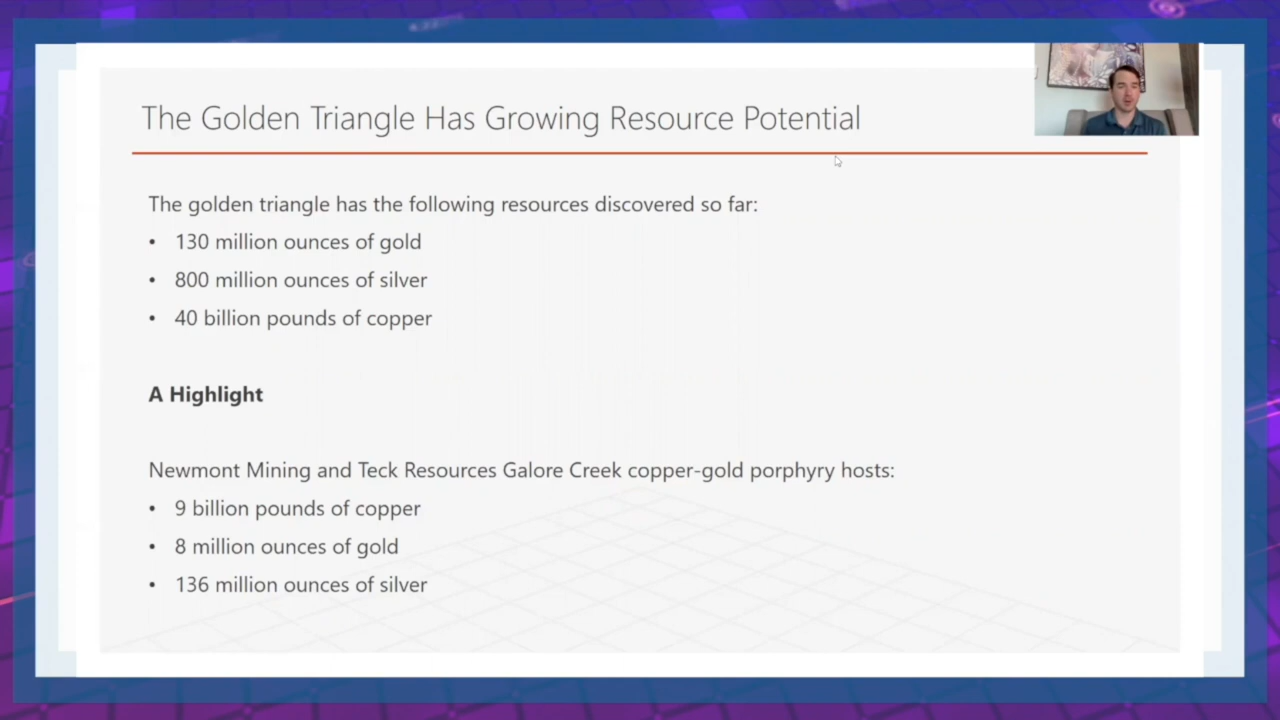 The Golden Triangle Has Growing Resource Potential
The golden triangle has the following resources discovered so far:
• 130 million ounces of gold
• 800 million ounces of silver
• 40 billion pounds of copper
A Highlight
Newmont Mining and Teck Resources Galore Creek copper-gold porphyry hosts:
• 9 billion pounds of copper
• 8 million ounces of gold
• 136 million ounces of silver